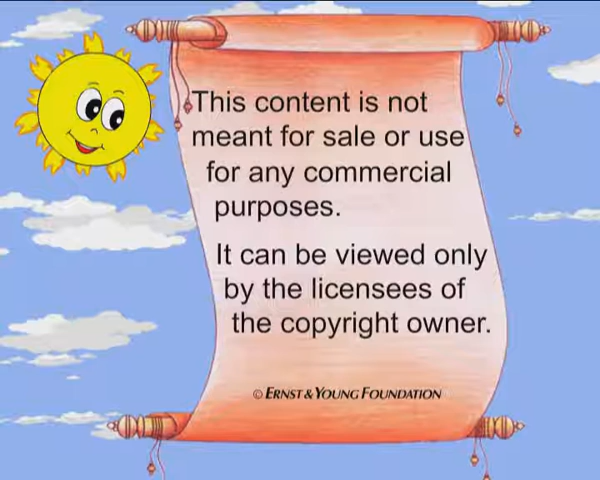 This content is not
meant for sale or use
for any commercial
purposes.
It can be viewed only
by the licensees of
the copyright owner.
© ERNST & YOUNG FOUNDATION